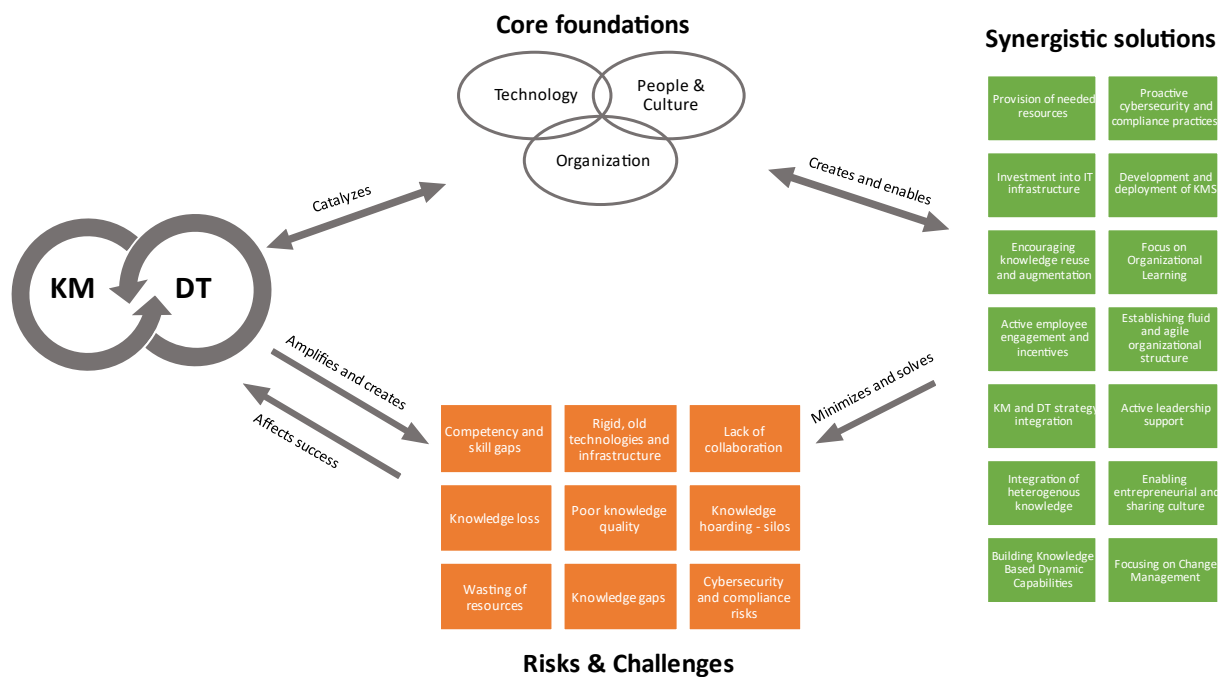 Core foundations
Technology
People &
Culture
Organization
Synergistic solutions
Provision of needed
resources
Proactive
cybersecurity and
compliance practices
Investment into IT
infrastructure
Development and
deployment of KMS
Encouraging
knowledge reuse
and augmentation
Focus on
Organizational
Learning
Active employee
engagement and
incentives
Establishing fluid
and agile
organizational
structure
KM and DT strategy
integration
Active leadership
support
Integration of
heterogenous
knowledge
Enabling
entrepreneurial and
sharing culture
Building Knowledge
Based Dynamic
Capabilities
Focusing on Change
Management
Catalyzes
Creates and enables
KM
DT
Amplifies and creates
Affects success
Minimizes and solves
Competency and
skill gaps
Rigid, old
technologies and
infrastructure
Lack of
collaboration
Knowledge loss
Poor knowledge
quality
Knowledge
hoarding - silos
Wasting of
resources
Knowledge gaps
Cybersecurity
and compliance
risks
Risks & Challenges